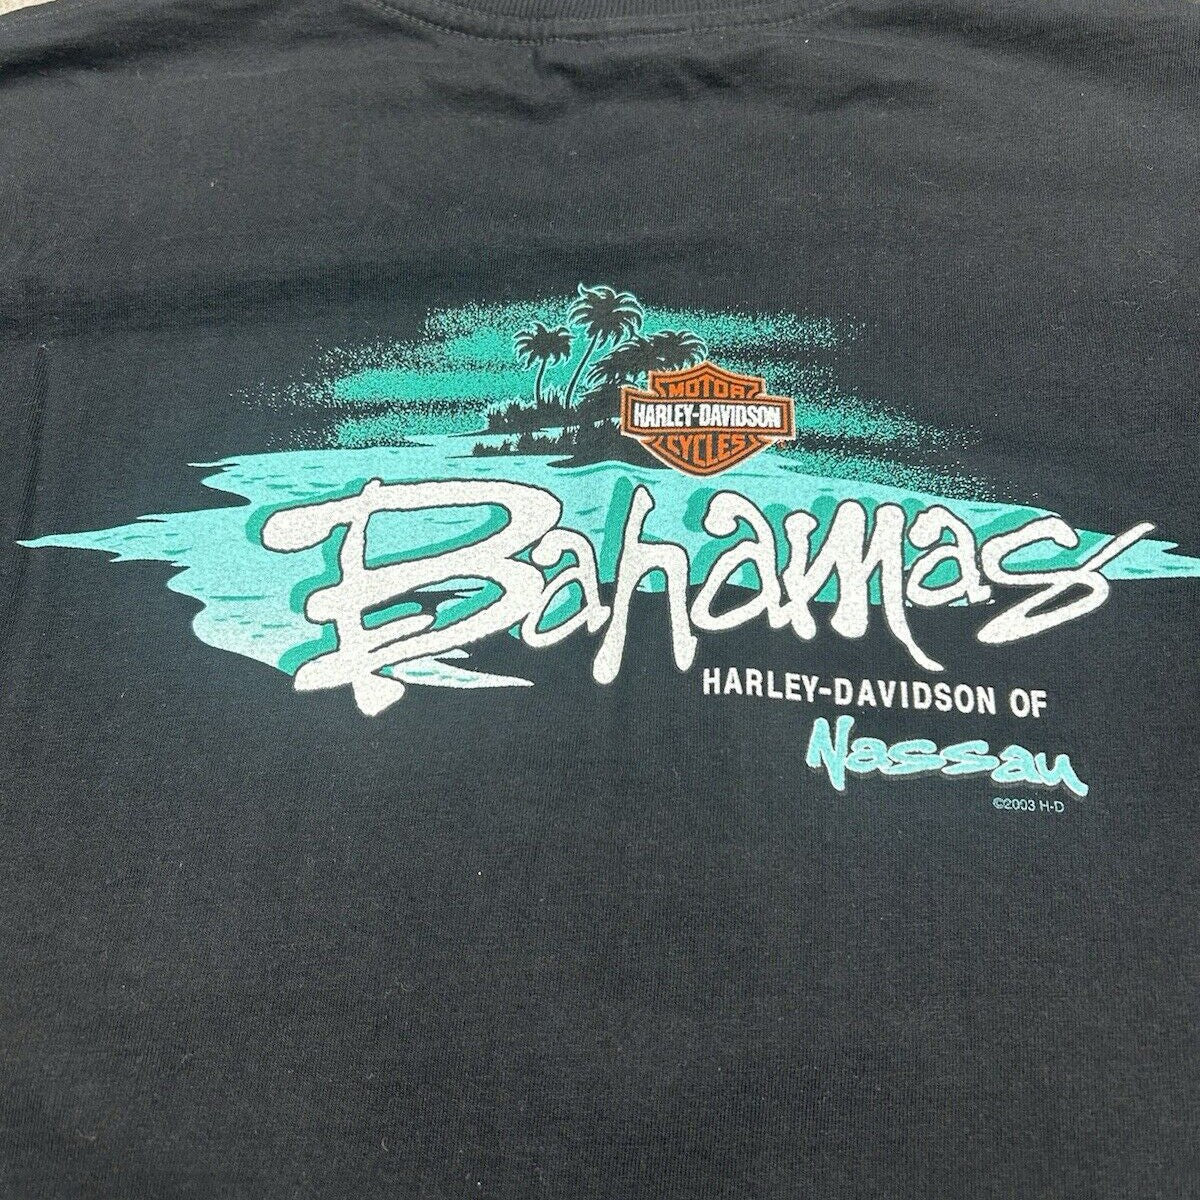 MOTOR
HARLEY-DAVIDSON
CYCLES
Bahamas
HARLEY-DAVIDSON OF
Nassau
©2003 H-D